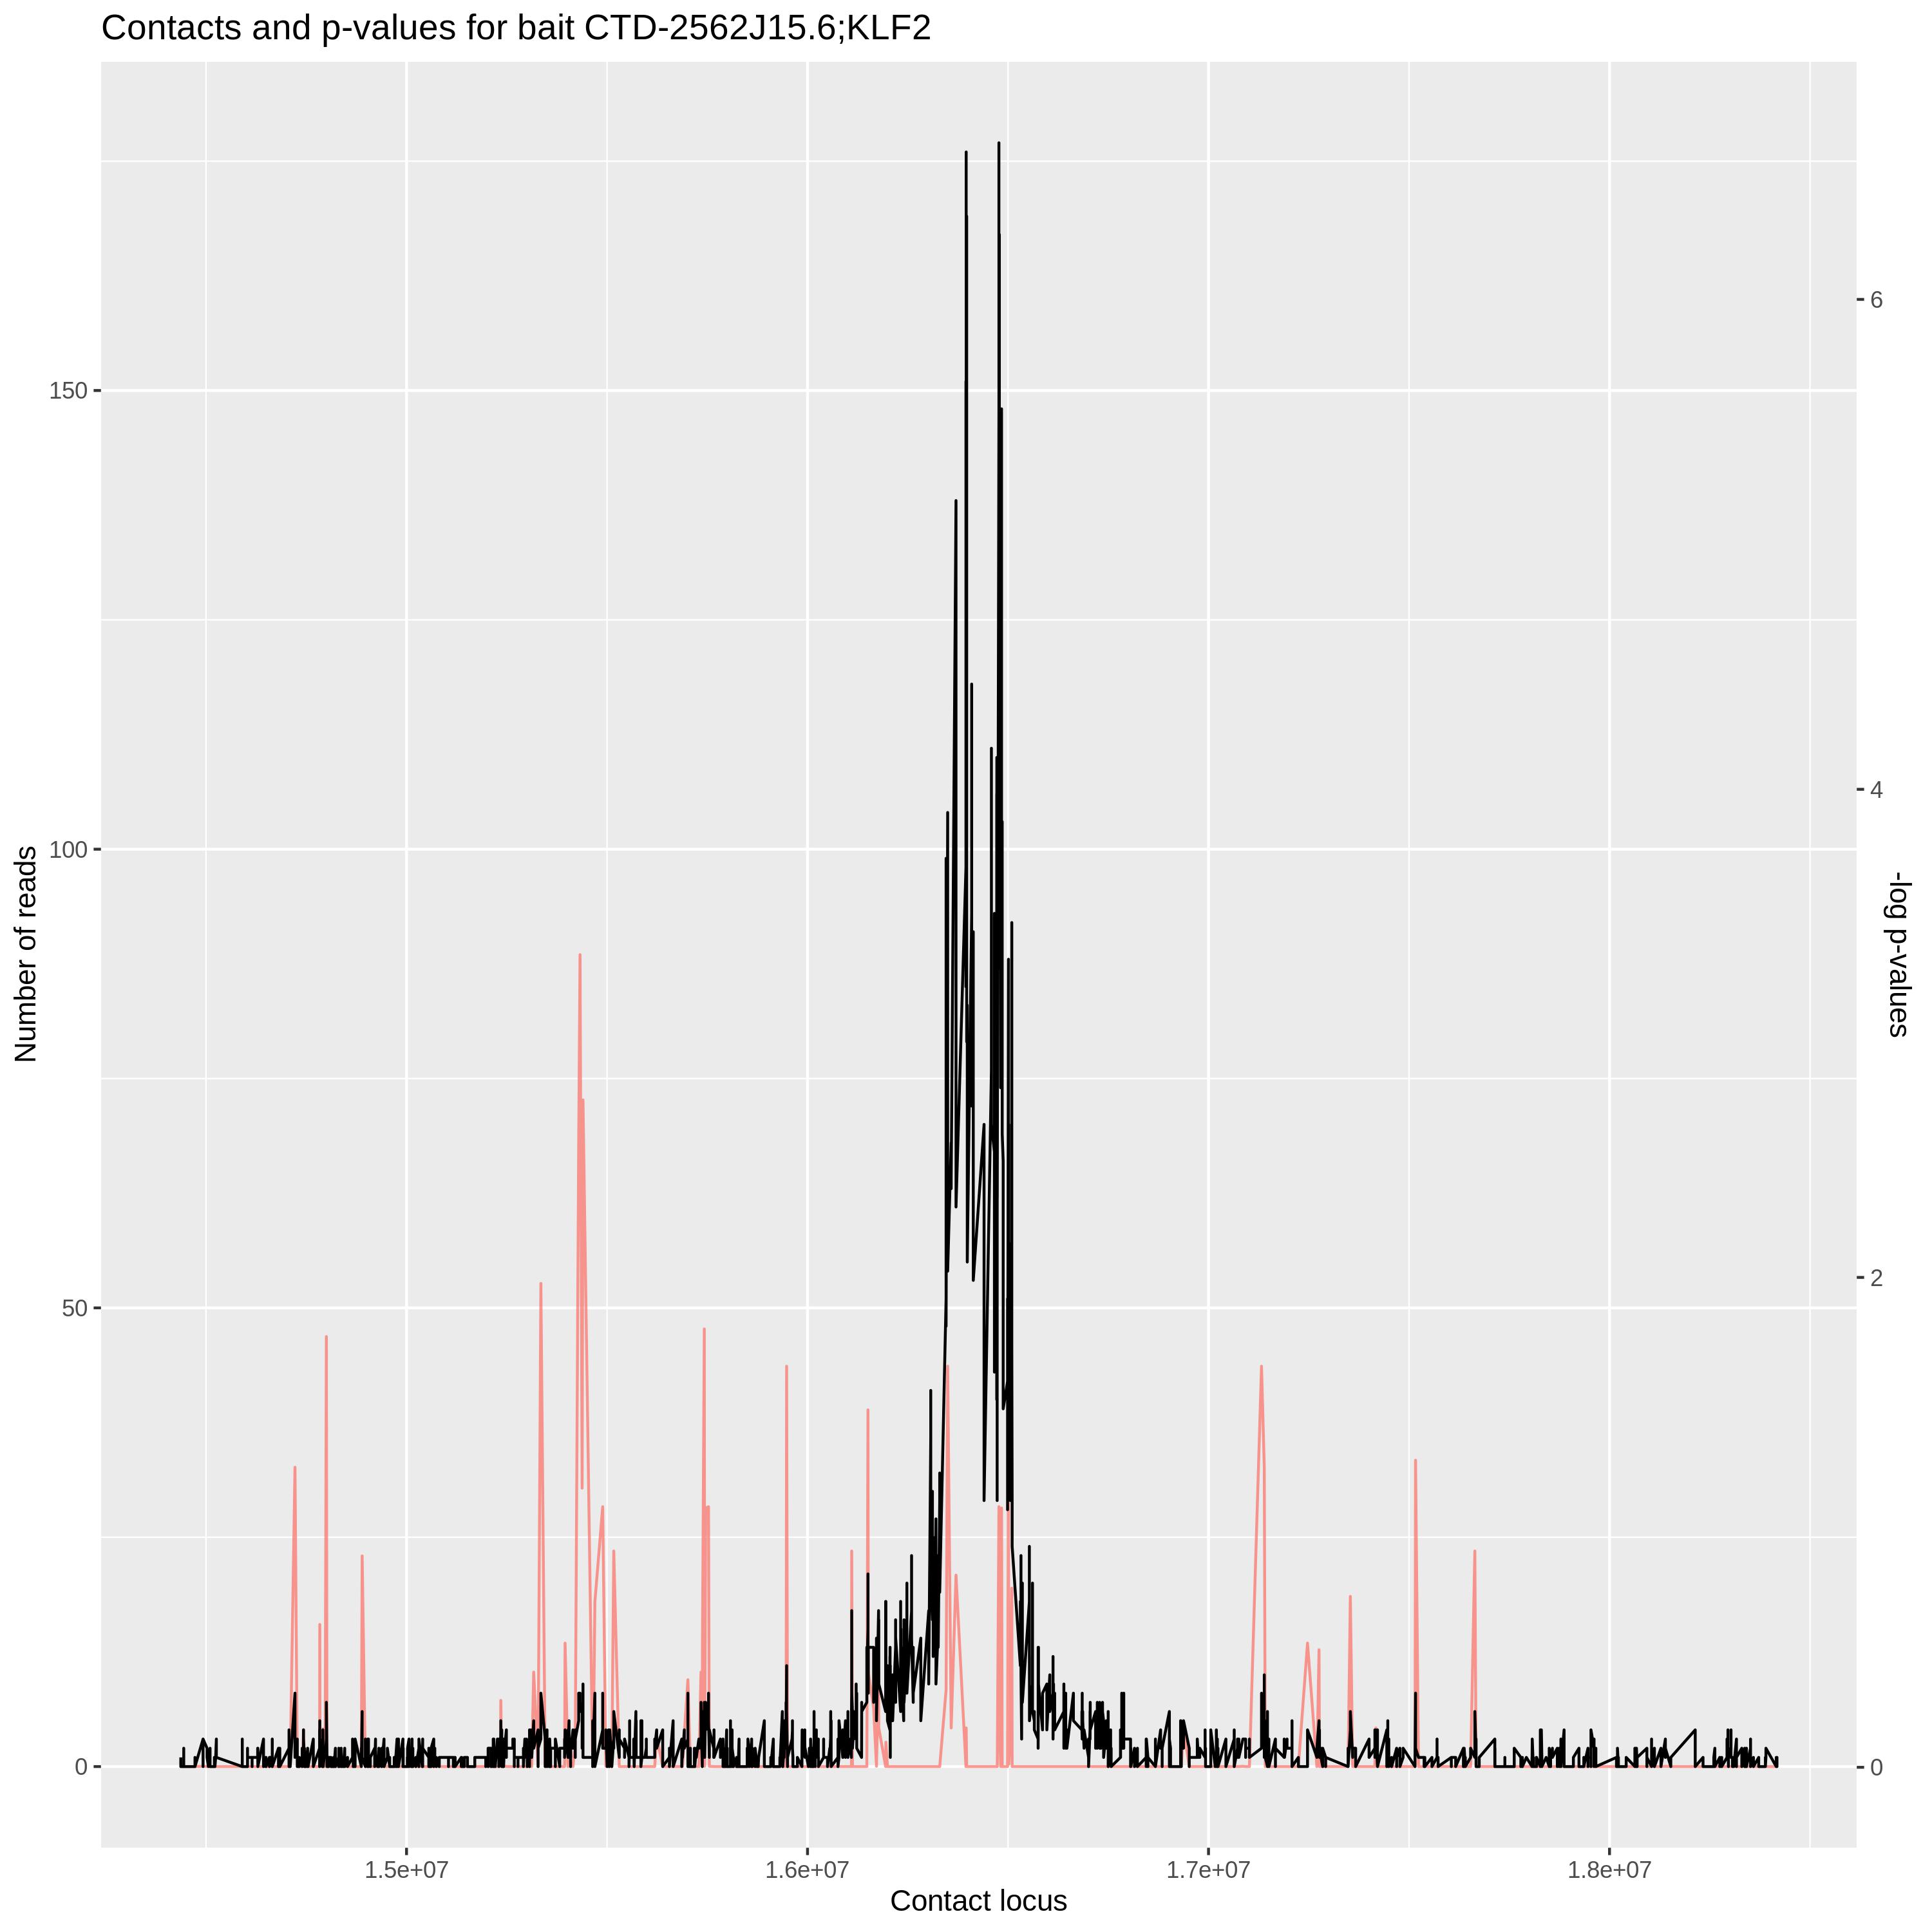 Contacts and p-values for bait CTD-2562J15.6;KLF2
Number of reads
150
100
50
0
6
4
2
0
-log p-values
1.5e+07 1.6e+07 1.7e+07 1.8e+07
Contact locus